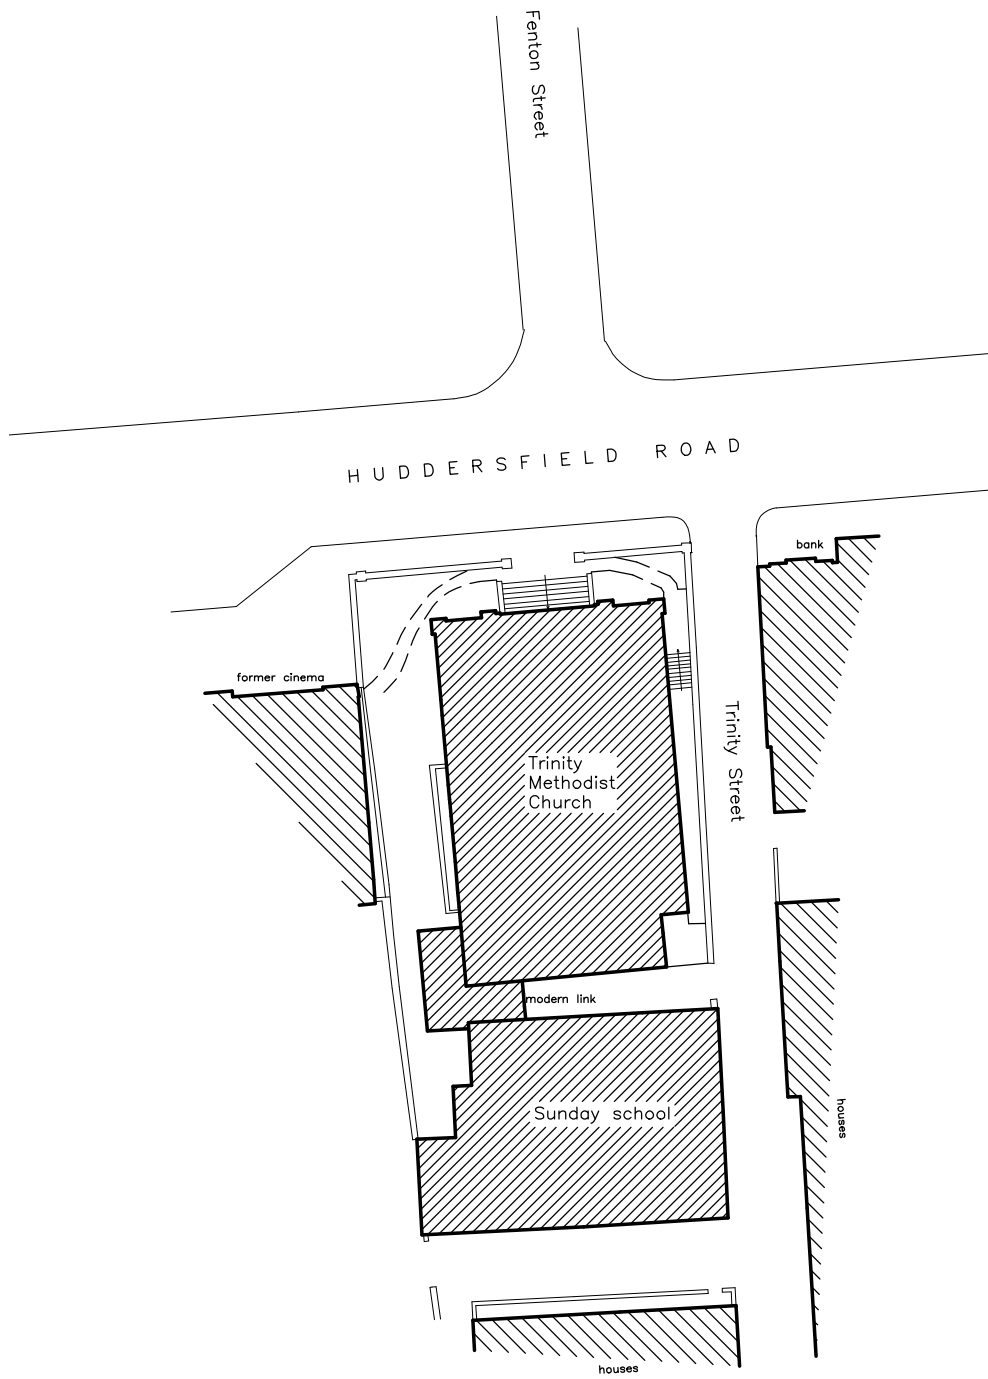 Fenton Street
HUDDERSFIELD ROAD
bank
former cinema
Trinity Street
Trinity
Methodist
Church
modern link
Sunday school
houses
houses